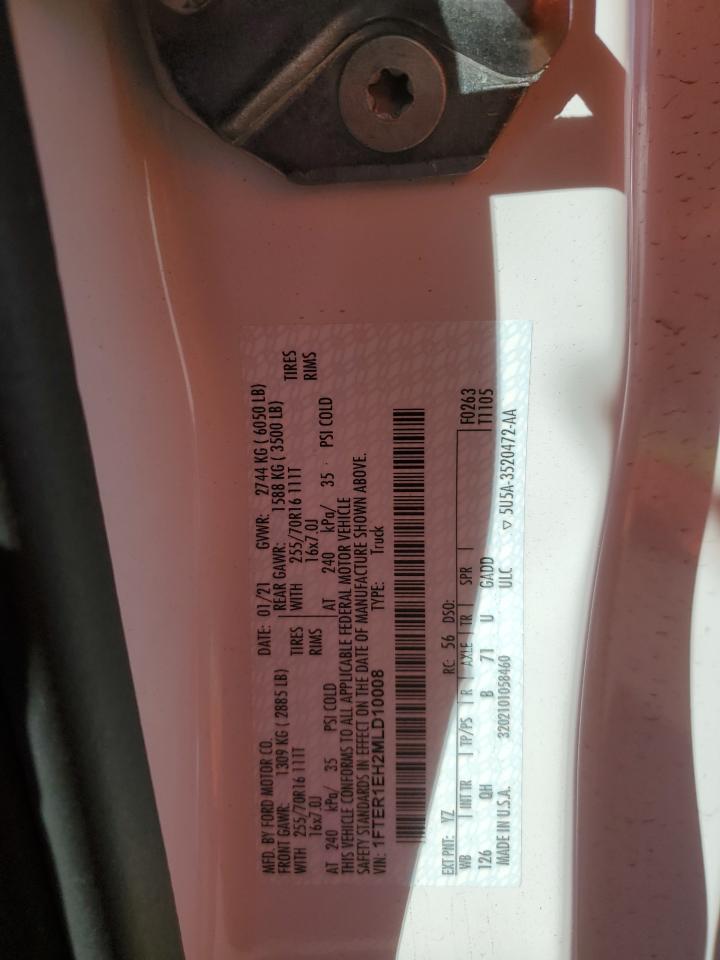 MFD. BY FORD MOTOR CO. DATE: 01/21 GVWR: 2744 KG ( 6050 LB)
FRONT GAWR: 1309 KG ( 2885 LB) REAR GAWR: 1588 KG ( 3500 LB)
WITH 255/70R16 111T TIRES WITH 255/70R16 111T TIRES
16x7.0J RIMS 16x7.0J RIMS
AT 240 kPa/ 35 PSI COLD AT 240 kPa/ 35 PSI COLD
THIS VEHICLE CONFORMS TO ALL APPLICABLE FEDERAL MOTOR VEHICLE
SAFETY STANDARDS IN EFFECT ON THE DATE OF MANUFACTURE SHOWN ABOVE.
VIN: 1FTER1EH2MLD10008 TYPE: Truck
EXT PNT: YZ RC: 56 DSO: F0263
WB INT TR TP/PS R AXLE TR SPR T1105
126 QH B 71 U GADD
MADE IN U.S.A. 3202101058460 ULC ▽ 5U5A-3520472-AA